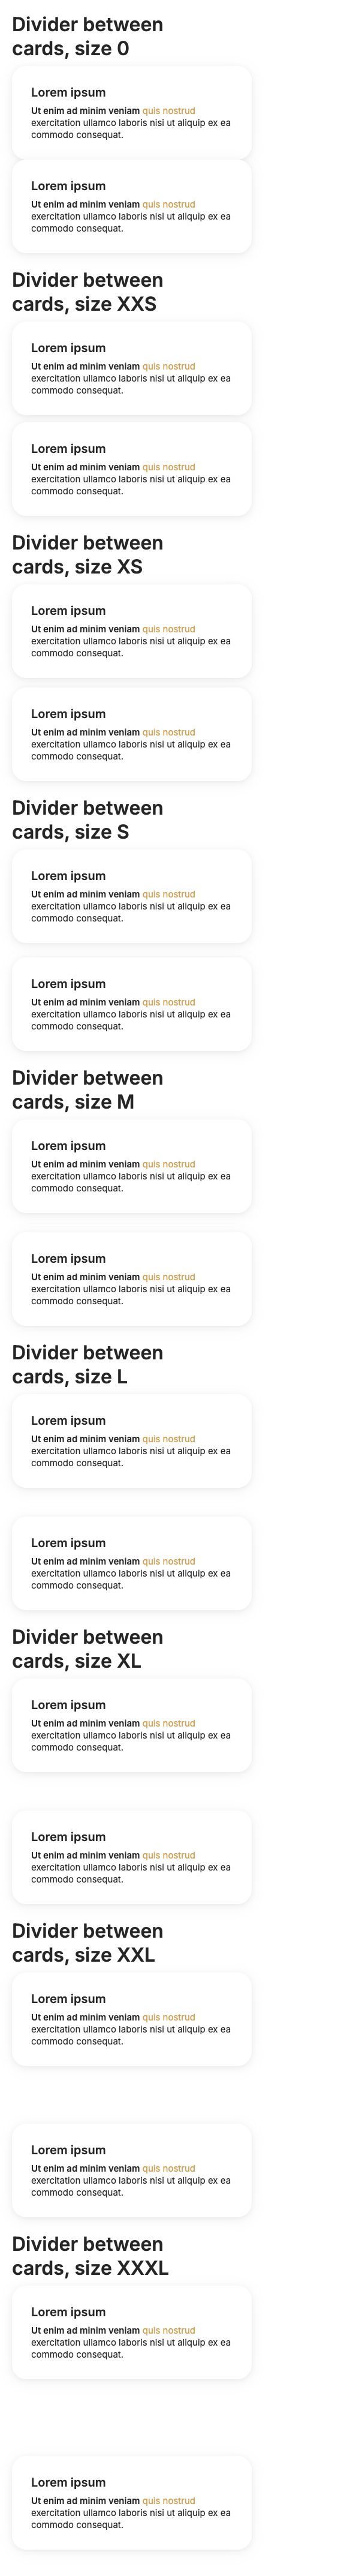 Divider between
cards, size 0
Lorem ipsum
Ut enim ad minim veniam quis nostrud
exercitation ullamco laboris nisi ut aliquip ex ea
commodo consequat.
Lorem ipsum
Ut enim ad minim veniam quis nostrud
exercitation ullamco laboris nisi ut aliquip ex ea
commodo consequat.
Divider between
cards, size XXS
Lorem ipsum
Ut enim ad minim veniam quis nostrud
exercitation ullamco laboris nisi ut aliquip ex ea
commodo consequat.
Lorem ipsum
Ut enim ad minim veniam quis nostrud
exercitation ullamco laboris nisi ut aliquip ex ea
commodo consequat.
Divider between
cards, size XS
Lorem ipsum
Ut enim ad minim veniam quis nostrud
exercitation ullamco laboris nisi ut aliquip ex ea
commodo consequat.
Lorem ipsum
Ut enim ad minim veniam quis nostrud
exercitation ullamco laboris nisi ut aliquip ex ea
commodo consequat.
Divider between
cards, size S
Lorem ipsum
Ut enim ad minim veniam quis nostrud
exercitation ullamco laboris nisi ut aliquip ex ea
commodo consequat.
Lorem ipsum
Ut enim ad minim veniam quis nostrud
exercitation ullamco laboris nisi ut aliquip ex ea
commodo consequat.
Divider between
cards, size M
Lorem ipsum
Ut enim ad minim veniam quis nostrud
exercitation ullamco laboris nisi ut aliquip ex ea
commodo consequat.
Lorem ipsum
Ut enim ad minim veniam quis nostrud
exercitation ullamco laboris nisi ut aliquip ex ea
commodo consequat.
Divider between
cards, size L
Lorem ipsum
Ut enim ad minim veniam quis nostrud
exercitation ullamco laboris nisi ut aliquip ex ea
commodo consequat.
Lorem ipsum
Ut enim ad minim veniam quis nostrud
exercitation ullamco laboris nisi ut aliquip ex ea
commodo consequat.
Divider between
cards, size XL
Lorem ipsum
Ut enim ad minim veniam quis nostrud
exercitation ullamco laboris nisi ut aliquip ex ea
commodo consequat.
Lorem ipsum
Ut enim ad minim veniam quis nostrud
exercitation ullamco laboris nisi ut aliquip ex ea
commodo consequat.
Divider between
cards, size XXL
Lorem ipsum
Ut enim ad minim veniam quis nostrud
exercitation ullamco laboris nisi ut aliquip ex ea
commodo consequat.
Lorem ipsum
Ut enim ad minim veniam quis nostrud
exercitation ullamco laboris nisi ut aliquip ex ea
commodo consequat.
Divider between
cards, size XXXL
Lorem ipsum
Ut enim ad minim veniam quis nostrud
exercitation ullamco laboris nisi ut aliquip ex ea
commodo consequat.
Lorem ipsum
Ut enim ad minim veniam quis nostrud
exercitation ullamco laboris nisi ut aliquip ex ea
commodo consequat.